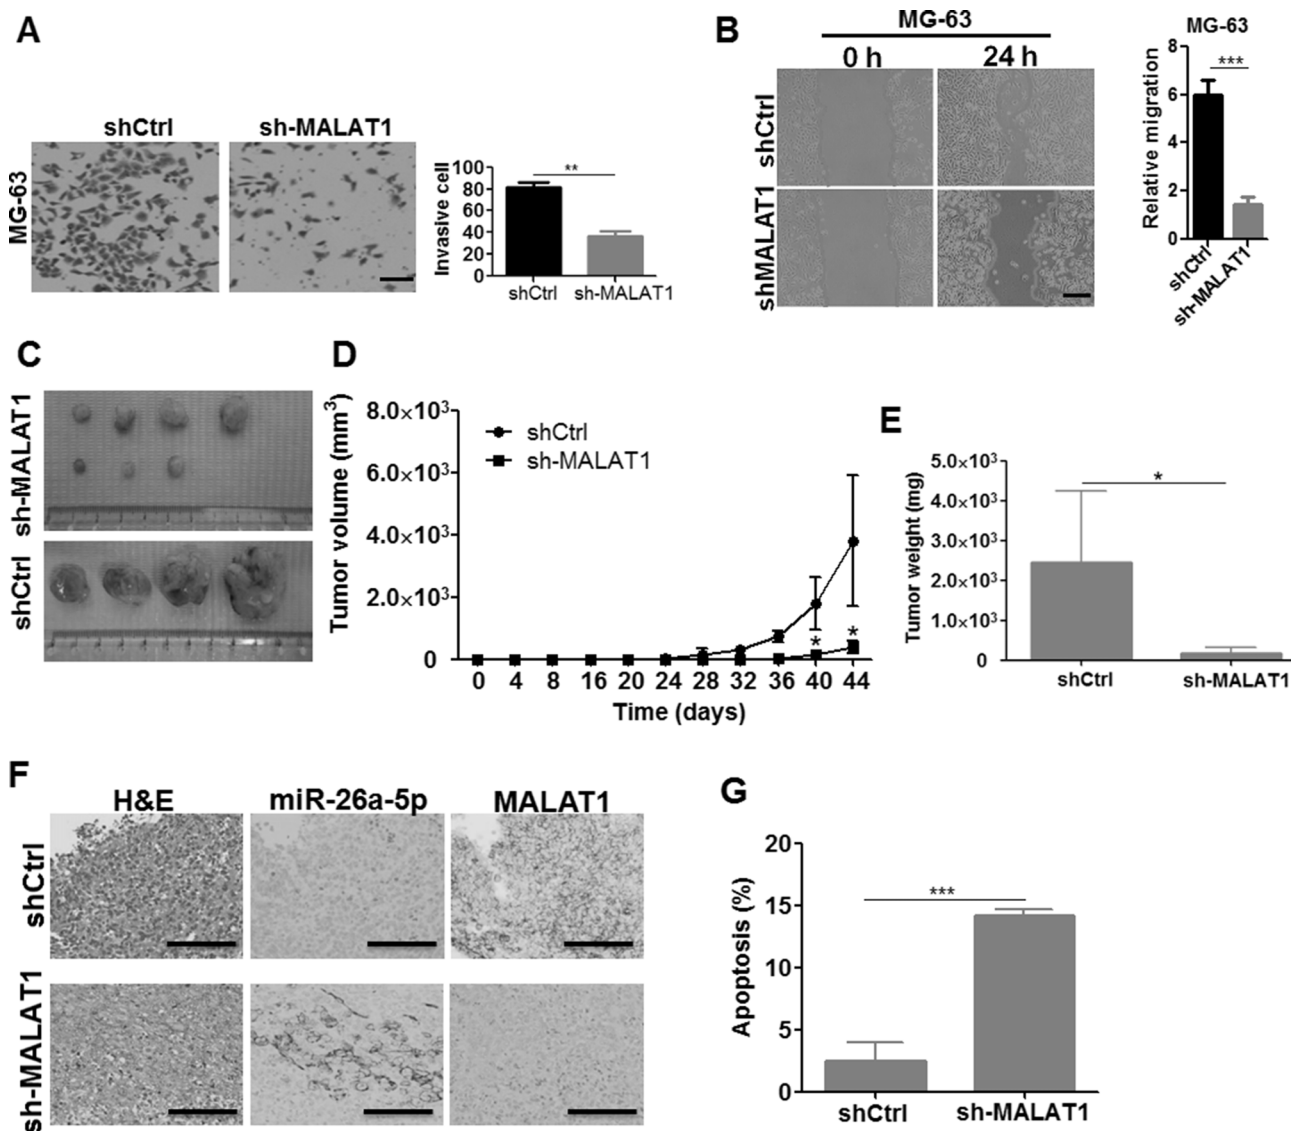 A
shCtrl
sh-MALAT1
MG-63
Invasive cell
100
80
60
40
20
0
**
shCtrl
sh-MALAT1
B
MG-63
0 h
24 h
shCtrl
shMALAT1
MG-63
Relative migration
8
6
4
2
0
***
shCtrl
sh-MALAT1
C
sh-MALAT1
shCtrl
D
Tumor volume (mm³)
8.0×10³
6.0×10³
4.0×10³
2.0×10³
0
shCtrl
sh-MALAT1
*
*
0 4 8 16 20 24 28 32 36 40 44
Time (days)
E
Tumor weight (mg)
5.0×10³
4.0×10³
3.0×10³
2.0×10³
1.0×10³
0
*
shCtrl
sh-MALAT1
F
H&E
miR-26a-5p
MALAT1
shCtrl
sh-MALAT1
G
Apoptosis (%)
20
15
10
5
0
***
shCtrl
sh-MALAT1